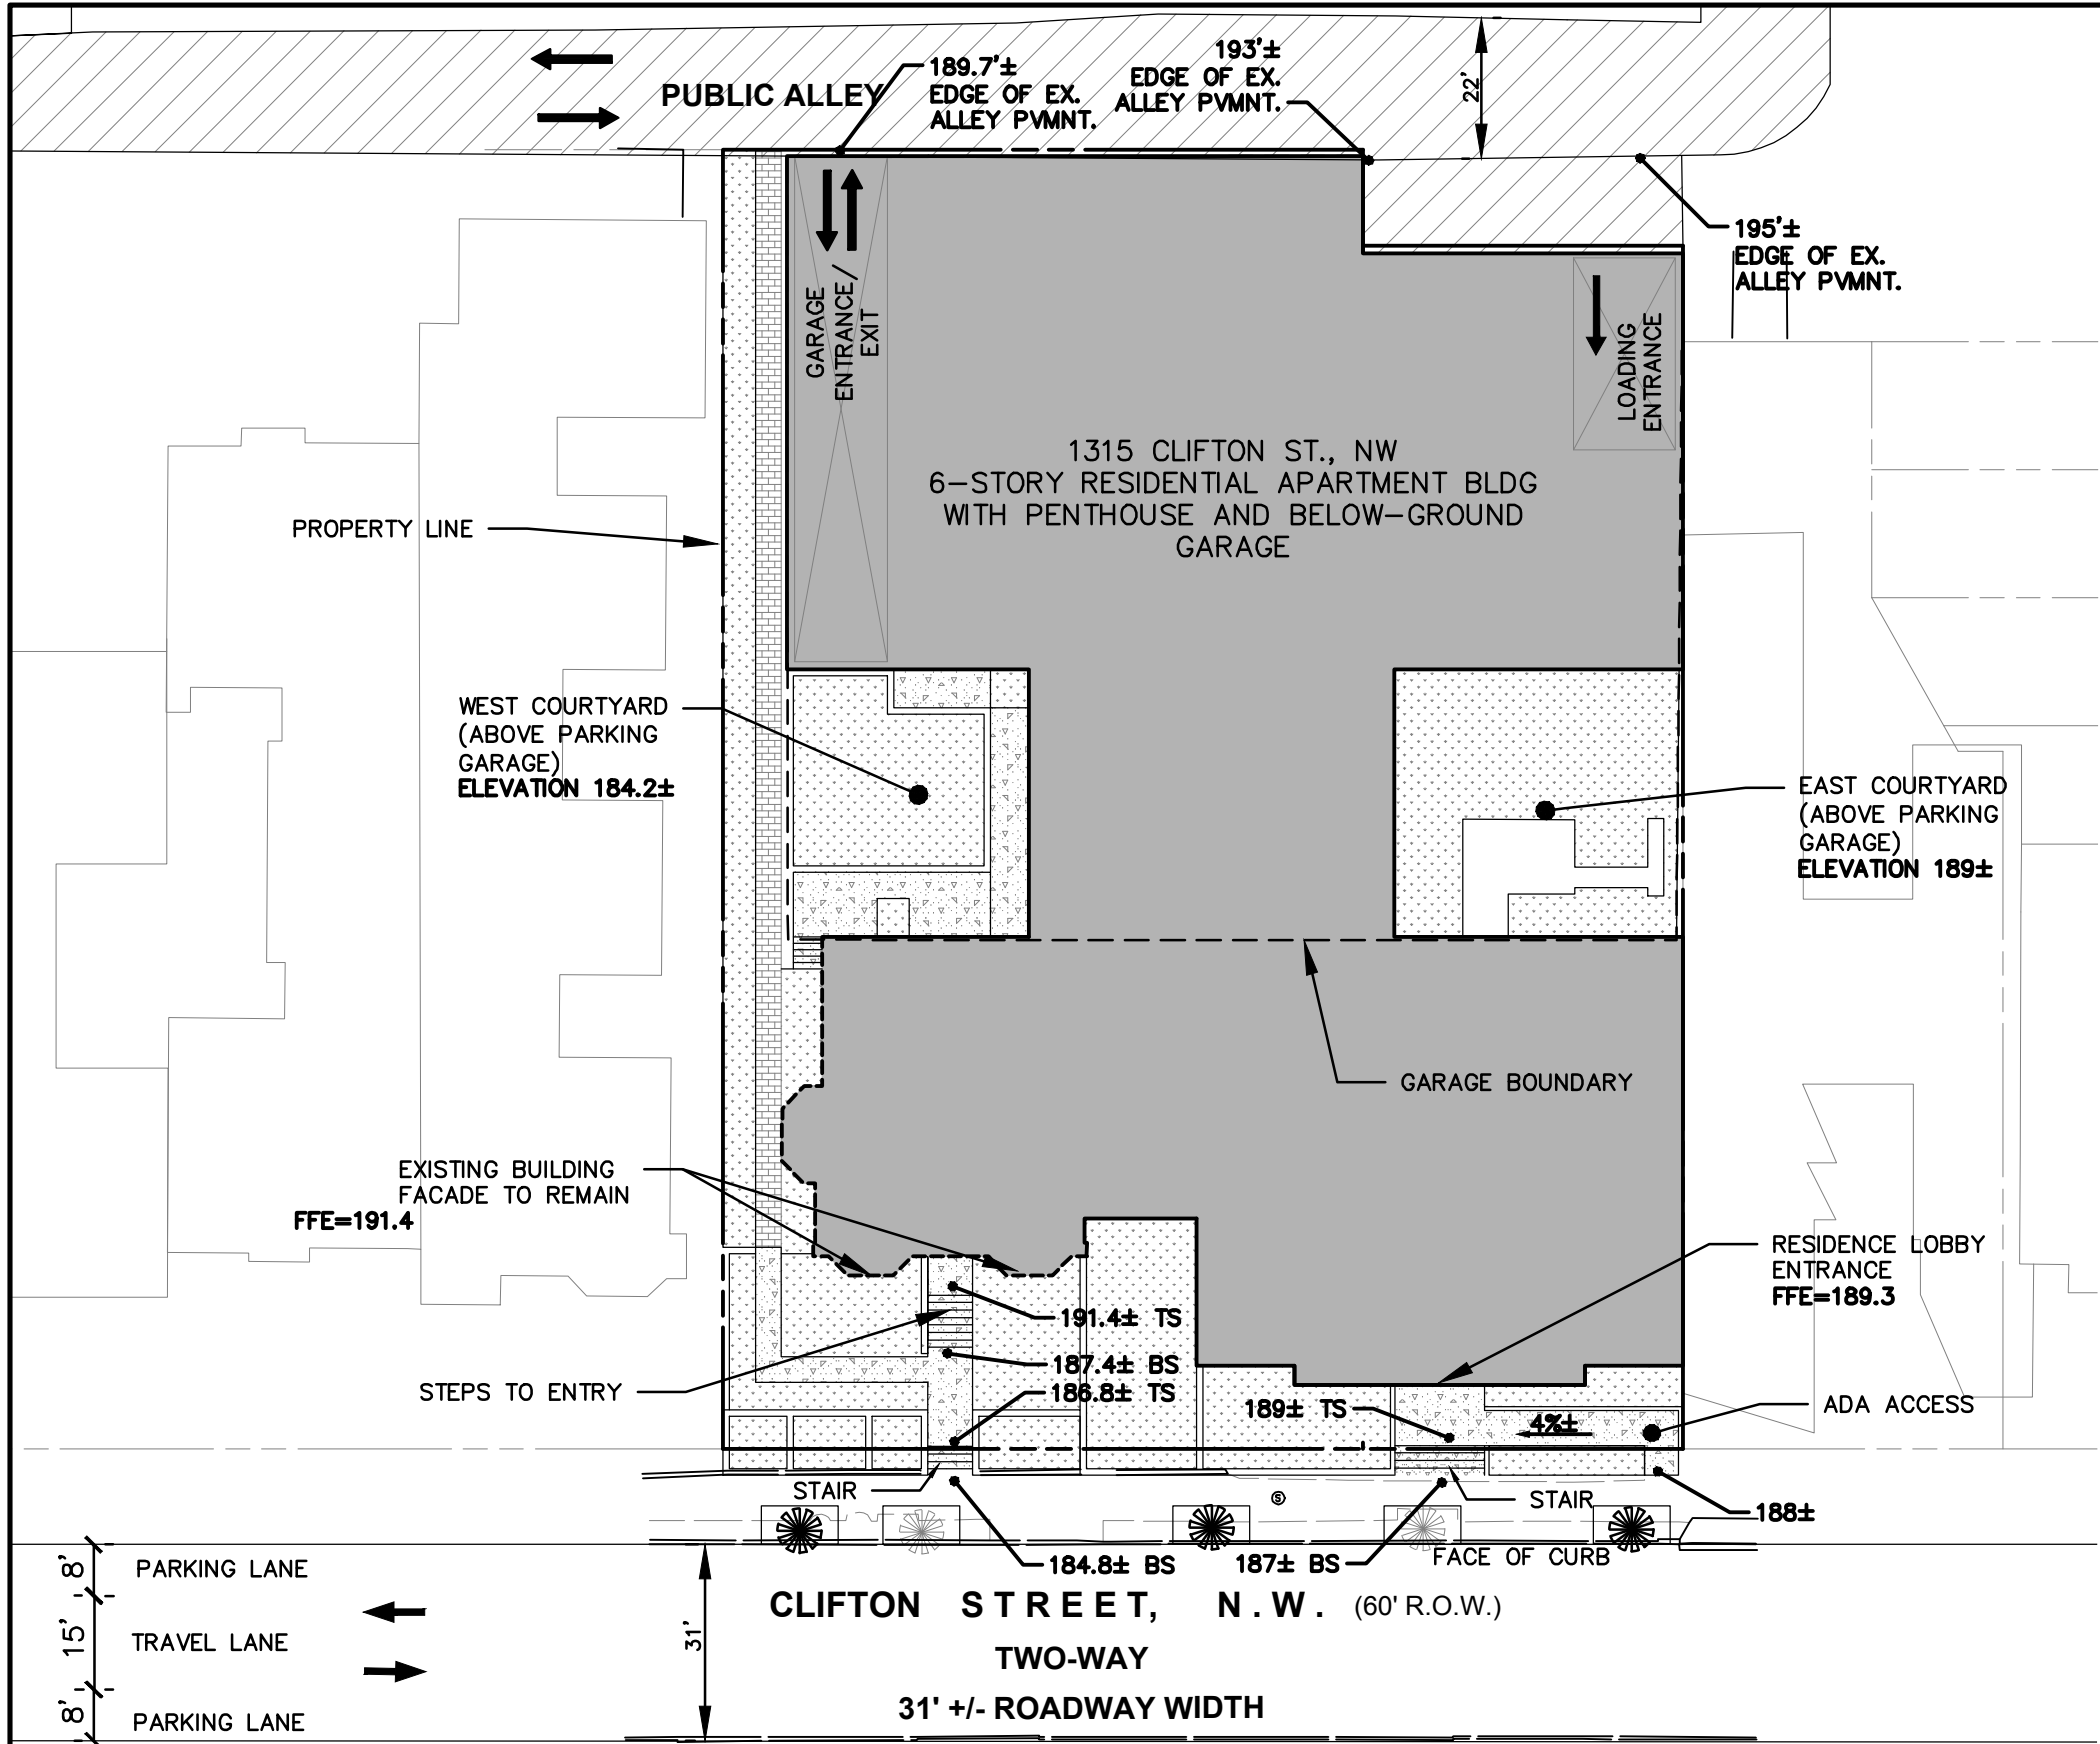 193'±
EDGE OF EX.
ALLEY PVMNT.
189.7'±
EDGE OF EX.
ALLEY PVMNT.
PUBLIC ALLEY
22'
195'±
EDGE OF EX.
ALLEY PVMNT.
GARAGE
ENTRANCE/
EXIT
LOADING
ENTRANCE
1315 CLIFTON ST., NW
6-STORY RESIDENTIAL APARTMENT BLDG
WITH PENTHOUSE AND BELOW-GROUND
GARAGE
PROPERTY LINE
WEST COURTYARD
(ABOVE PARKING
GARAGE)
ELEVATION 184.2±
EAST COURTYARD
(ABOVE PARKING
GARAGE)
ELEVATION 189±
GARAGE BOUNDARY
EXISTING BUILDING
FACADE TO REMAIN
FFE=191.4
RESIDENCE LOBBY
ENTRANCE
FFE=189.3
191.4± TS
187.4± BS
186.8± TS
STEPS TO ENTRY
189± TS
4%±
ADA ACCESS
STAIR
S
STAIR
188±
184.8± BS
187± BS
FACE OF CURB
8'
PARKING LANE
15'
TRAVEL LANE
8'
PARKING LANE
31'
CLIFTON STREET, N.W. (60' R.O.W.)
TWO-WAY
31' +/- ROADWAY WIDTH